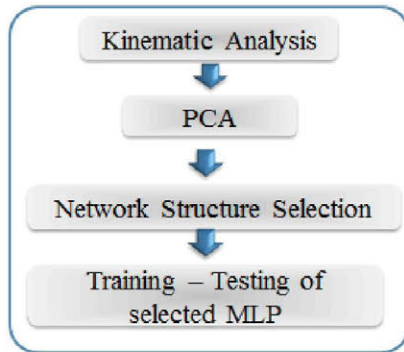 Kinematic Analysis
PCA
Network Structure Selection
Training – Testing of
selected MLP